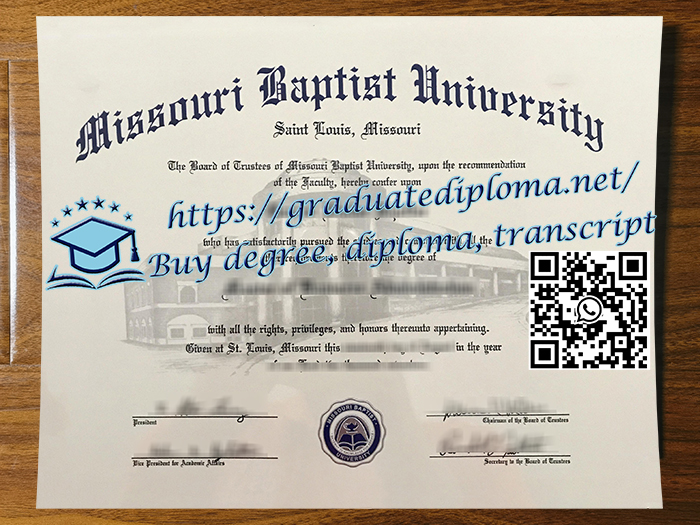 Missouri Baptist University
Saint Louis, Missouri
The Board of Trustees of Missouri Baptist University, upon the recommendation
of the Faculty, hereby confer upon
https://graduatediploma.net/
who has satisfactorily pursued the
the degree of
Buy degree, diploma, transcript
with all the rights, privileges, and honors thereunto appertaining.
Given at St. Louis, Missouri this in the year
President
Chairman of the Board of Trustees
MISSOURI BAPTIST
UNIVERSITY
Vice President for Academic Affairs
Secretary to the Board of Trustees